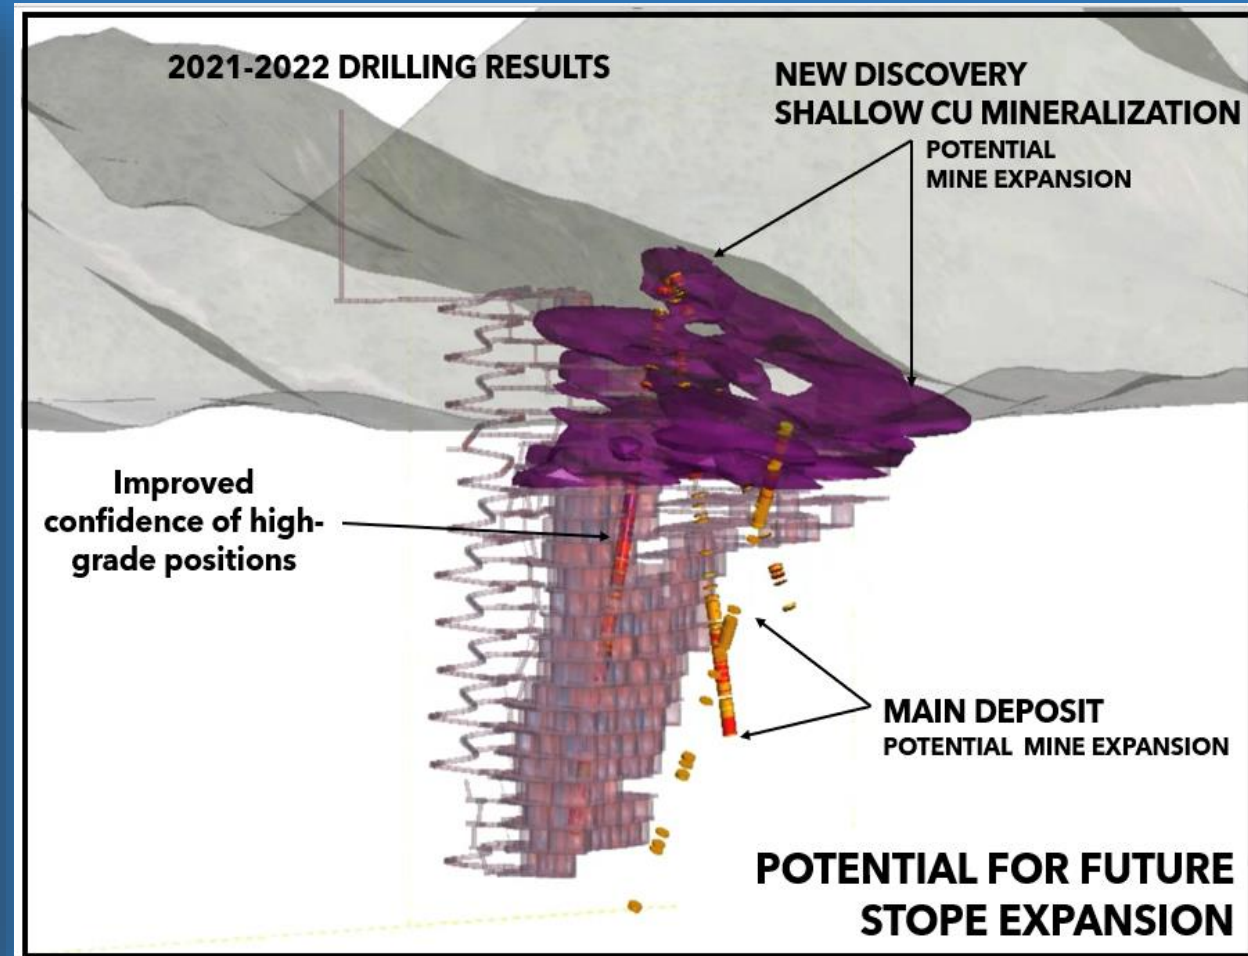 2021-2022 DRILLING RESULTS
NEW DISCOVERY
SHALLOW CU MINERALIZATION
POTENTIAL
MINE EXPANSION
Improved
confidence of high-
grade positions
MAIN DEPOSIT
POTENTIAL MINE EXPANSION
POTENTIAL FOR FUTURE
STOPE EXPANSION